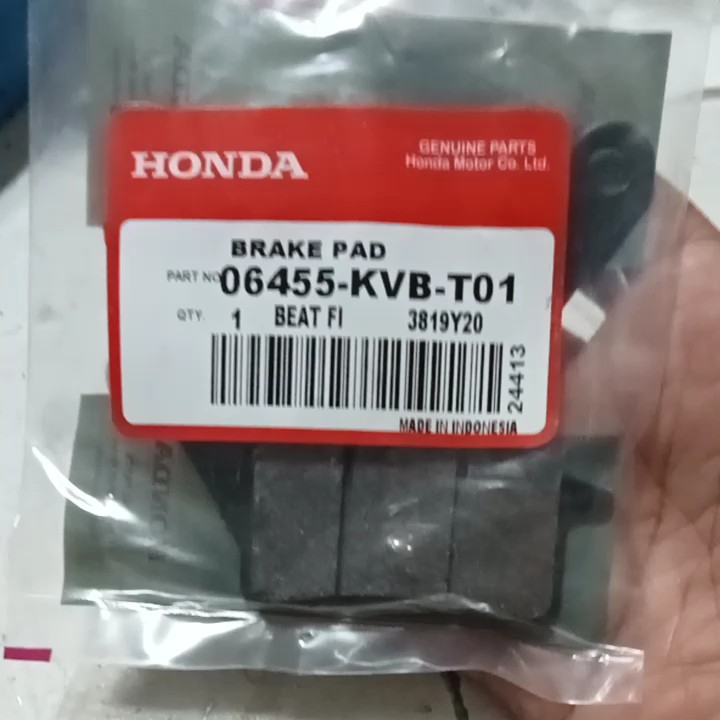 HONDA
GENUINE PARTS
Honda Motor Co. Ltd.
BRAKE PAD
PART NO 06455-KVB-T01
QTY. 1 BEAT FI 3819Y20
24413
MADE IN INDONESIA